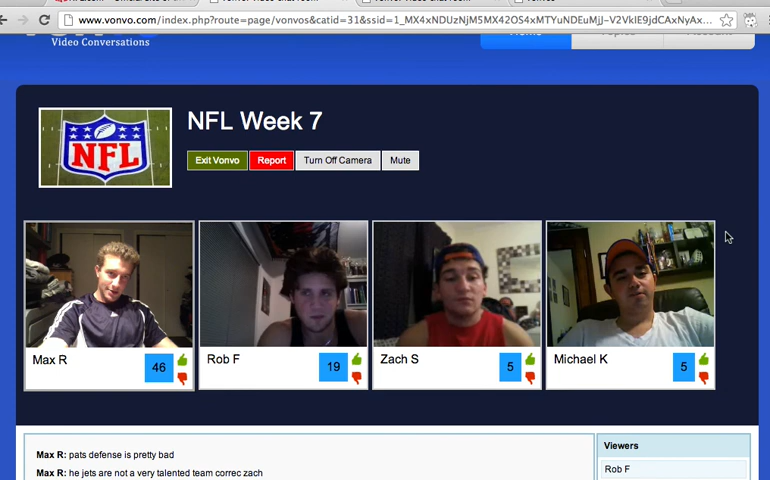 www.vonvo.com/index.php?route=page/vonvos&catid=31&ssid=
Video Conversations
NFL
NFL Week 7
Exit Vonvo
Report
Turn Off Camera
Mute
Max R
46
Rob F
19
Zach S
5
Michael K
5
Max R: pats defense is pretty bad
Max R: he jets are not a very talented team correc zach
Viewers
Rob F